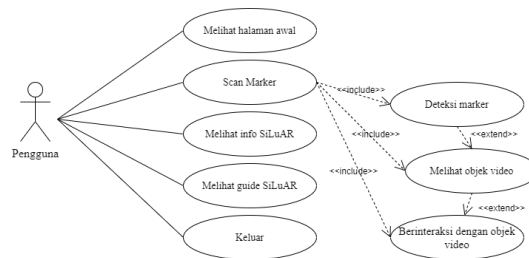 Melihat halaman awal
Scan Marker
<<include>>
Deteksi marker
Pengguna
Melihat info SiLuAR
<<include>>
<<extend>>
Melihat objek video
Melihat guide SiLuAR
<<include>>
<<extend>>
Keluar
Berinteraksi dengan objek
video